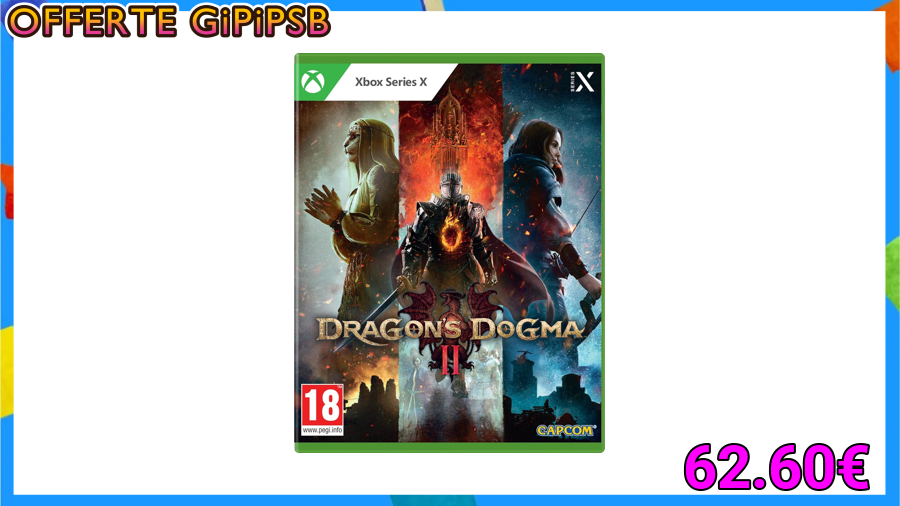 OFFERTE GiPiPSB
Xbox Series X
SERIES X
DRAGON'S DOGMA
II
18
www.pegi.info
CAPCOM
62.60€